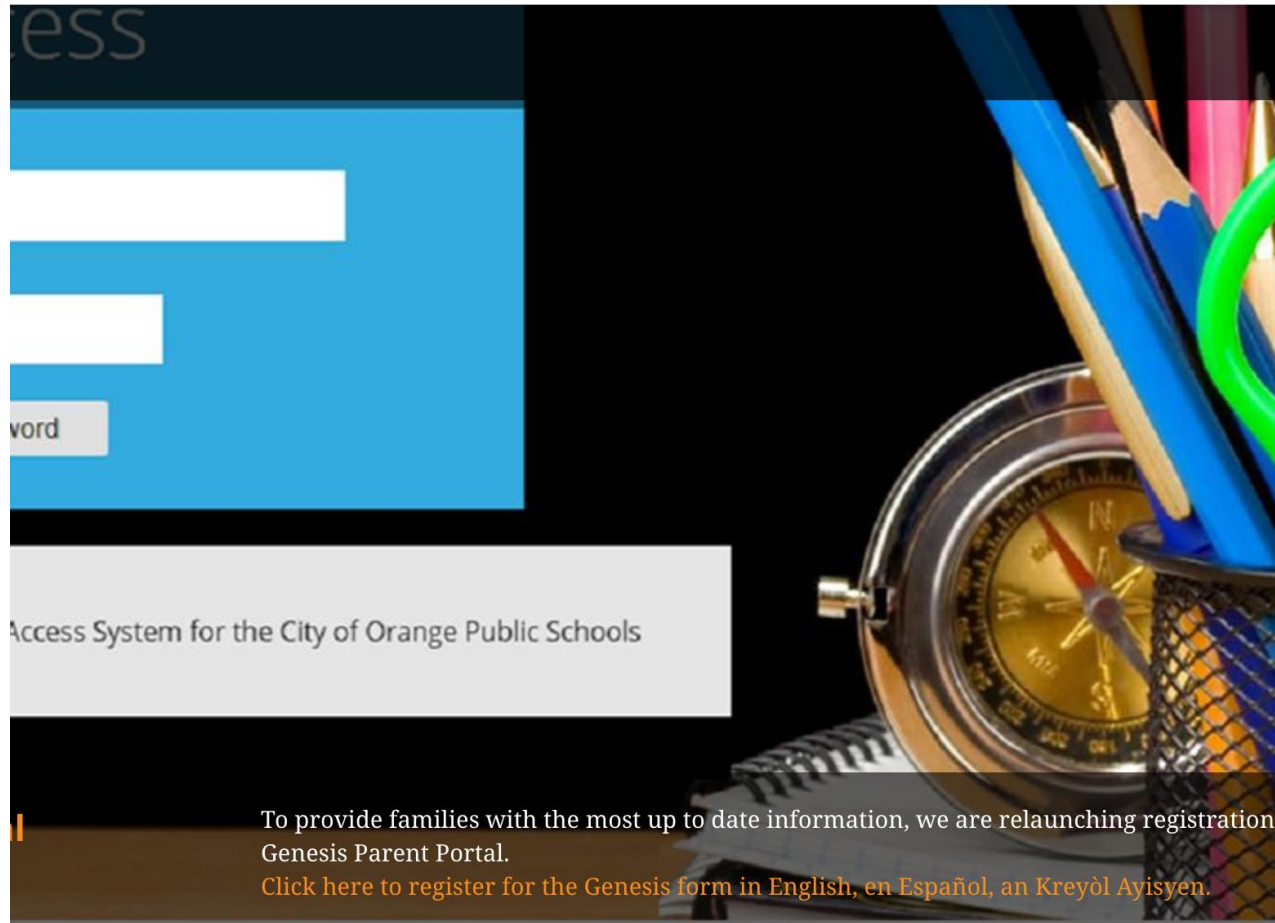 ess
word
Access System for the City of Orange Public Schools
l
To provide families with the most up to date information, we are relaunching registration
Genesis Parent Portal.
Click here to register for the Genesis form in English, en Español, an Kreyòl Ayisyen.
N
W
S